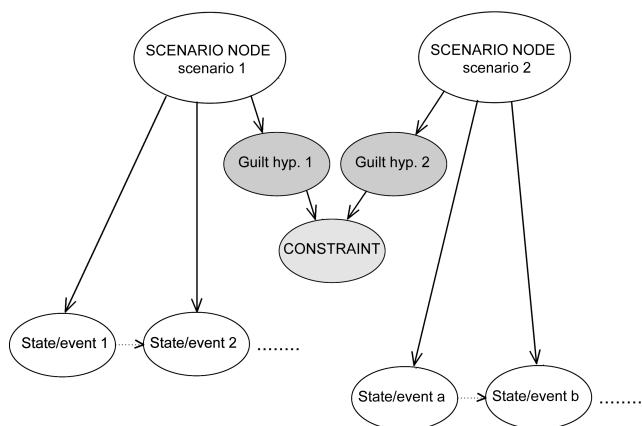 SCENARIO NODE
scenario 1
SCENARIO NODE
scenario 2
Guilt hyp. 1
Guilt hyp. 2
CONSTRAINT
State/event 1
State/event 2
........
State/event a
State/event b
........